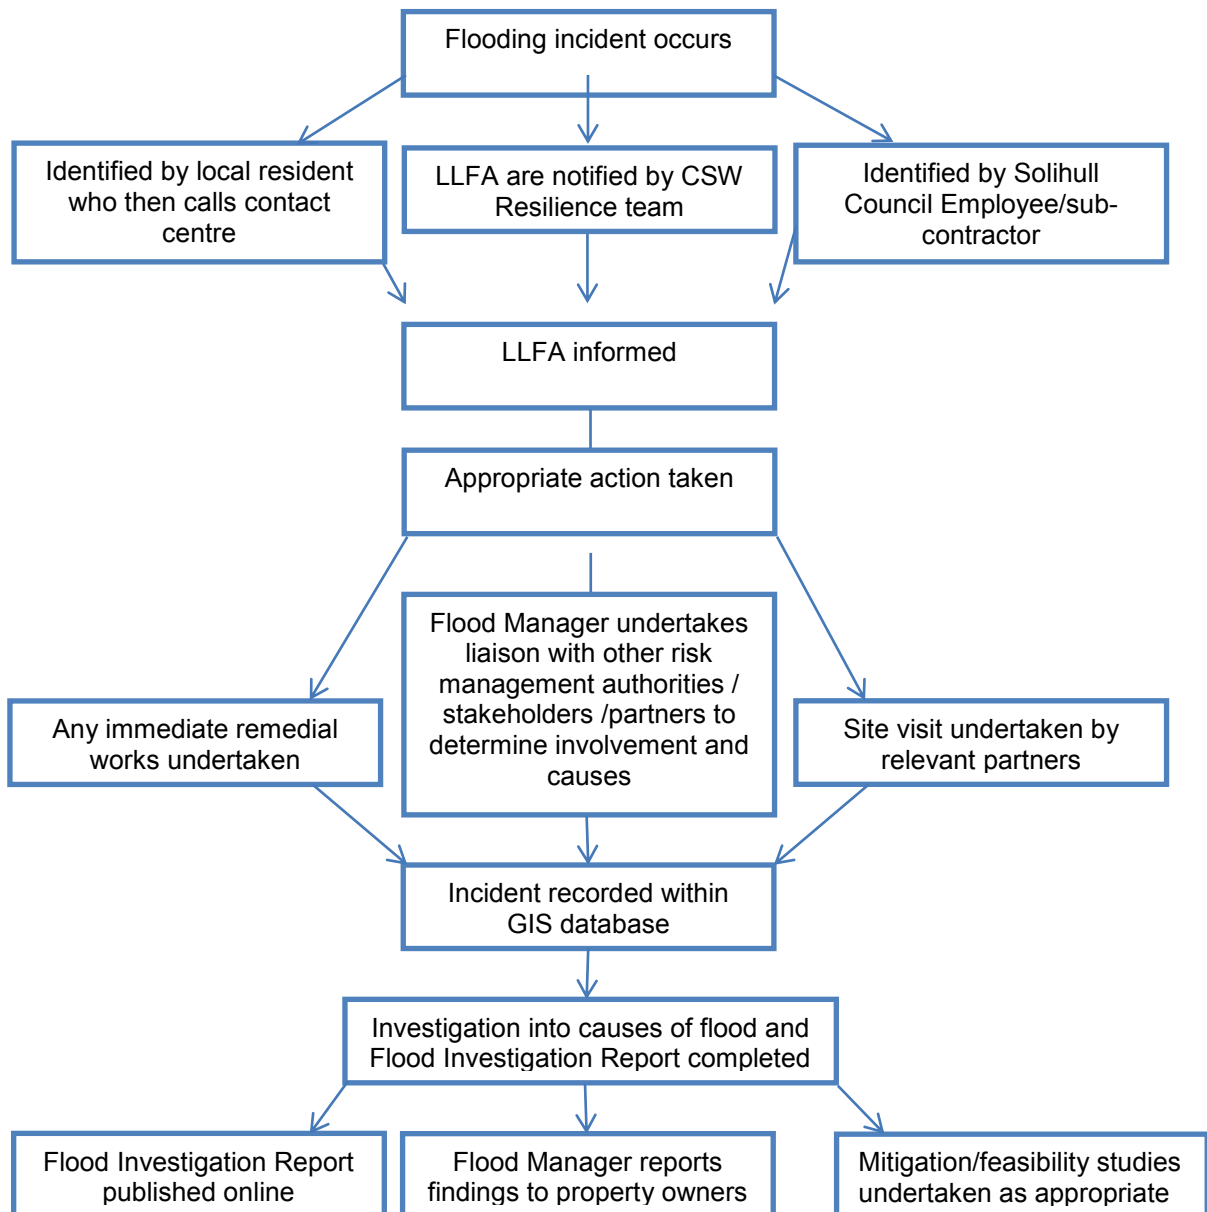 Flooding incident occurs
Identified by local resident
who then calls contact
centre
LLFA are notified by CSW
Resilience team
Identified by Solihull
Council Employee/sub-
contractor
LLFA informed
Appropriate action taken
Flood Manager undertakes
liaison with other risk
management authorities /
stakeholders /partners to
determine involvement and
causes
Any immediate remedial
works undertaken
Site visit undertaken by
relevant partners
Incident recorded within
GIS database
Investigation into causes of flood and
Flood Investigation Report completed
Flood Investigation Report
published online
Flood Manager reports
findings to property owners
Mitigation/feasibility studies
undertaken as appropriate